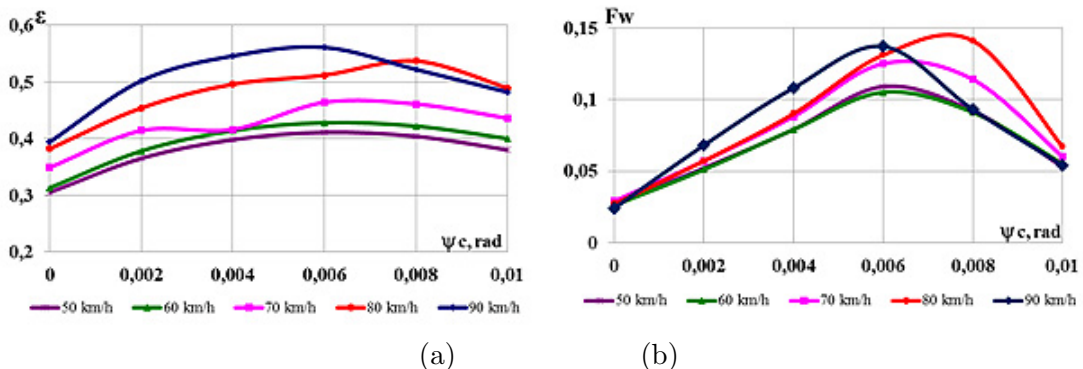 0,6 ε
0,5
0,4
0,3
0,2
ψc, rad
0 0,002 0,004 0,006 0,008 0,01
50 km/h 60 km/h 70 km/h 80 km/h 90 km/h
(a)
Fw
0,15
0,1
0,05
0
ψc, rad
0 0,002 0,004 0,006 0,008 0,01
50 km/h 60 km/h 70 km/h 80 km/h 90 km/h
(b)